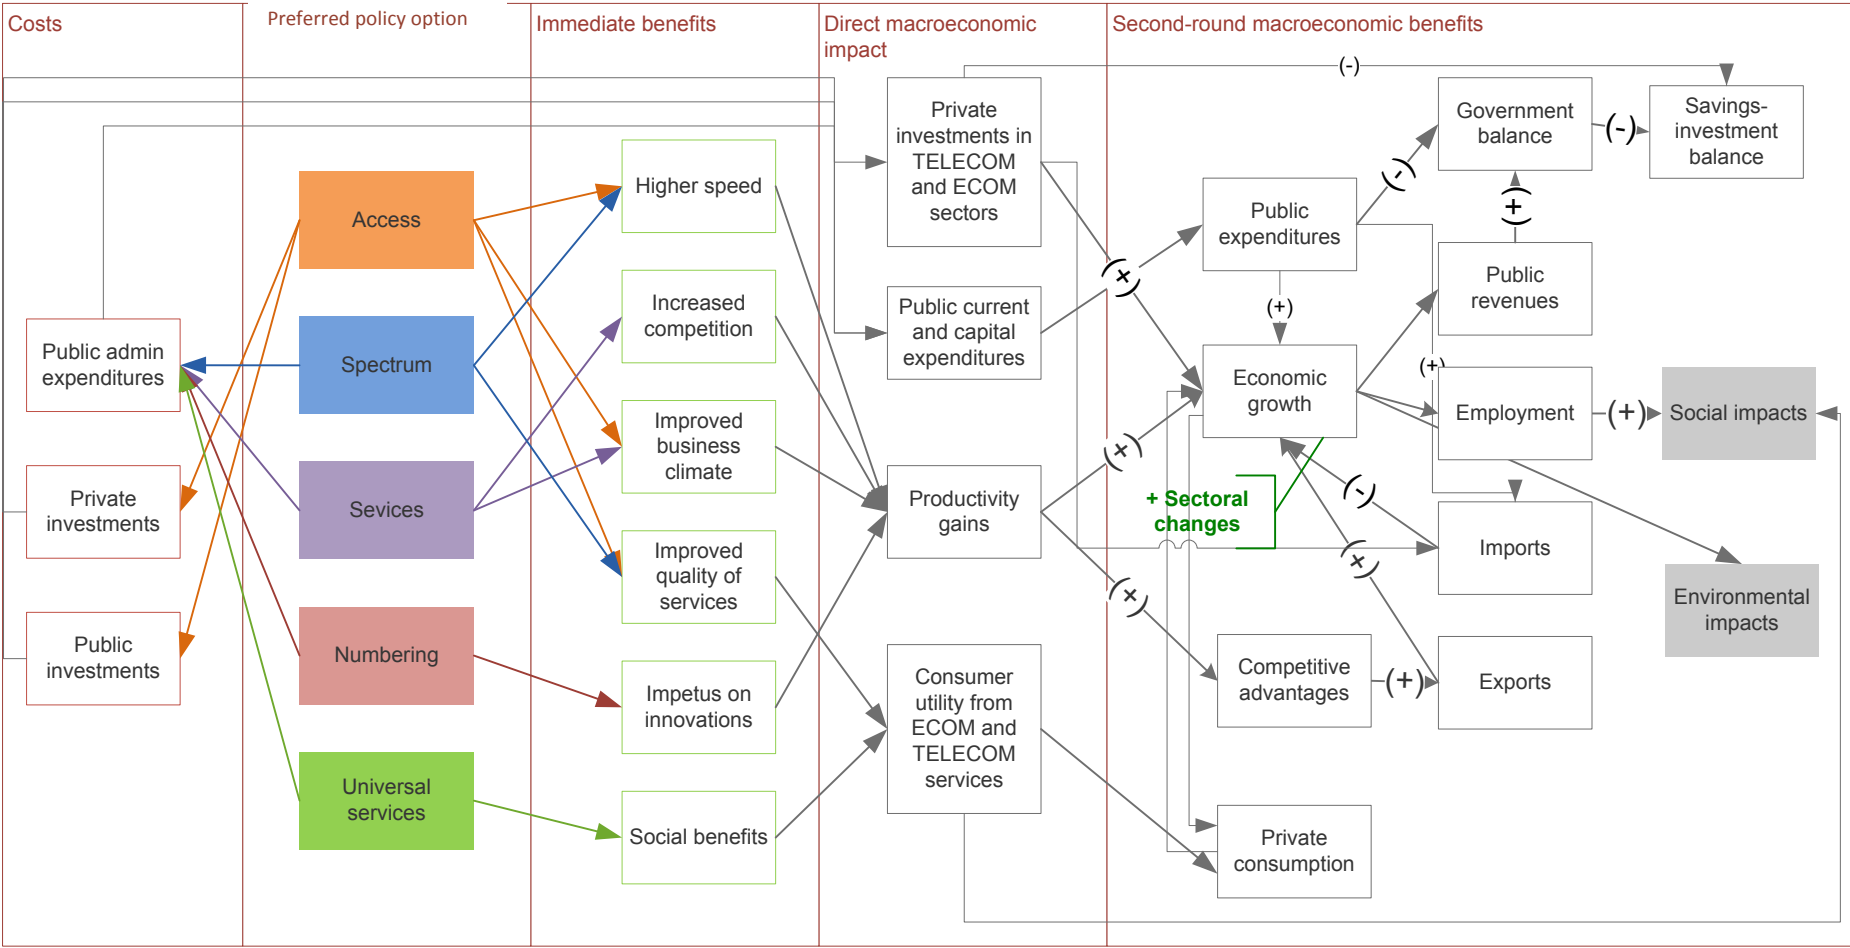 Costs
Preferred policy option
Immediate benefits
Direct macroeconomic
impact
Second-round macroeconomic benefits
Public admin
expenditures
Private
investments
Public
investments
Access
Spectrum
Sevices
Numbering
Universal
services
Higher speed
Increased
competition
Improved
business
climate
Improved
quality of
services
Impetus on
innovations
Social benefits
Private
investments in
TELECOM
and ECOM
sectors
Public current
and capital
expenditures
Productivity
gains
Consumer
utility from
ECOM and
TELECOM
services
(-)
Government
balance
(-)
Savings-
investment
balance
(-)
Public
expenditures
(+)
(+)
Public
revenues
(+)
Economic
growth
(+)
Employment
(+)
Social impacts
(+)
+ Sectoral
changes
(-)
Imports
(+)
(+)
Environmental
impacts
Competitive
advantages
(+)
Exports
Private
consumption